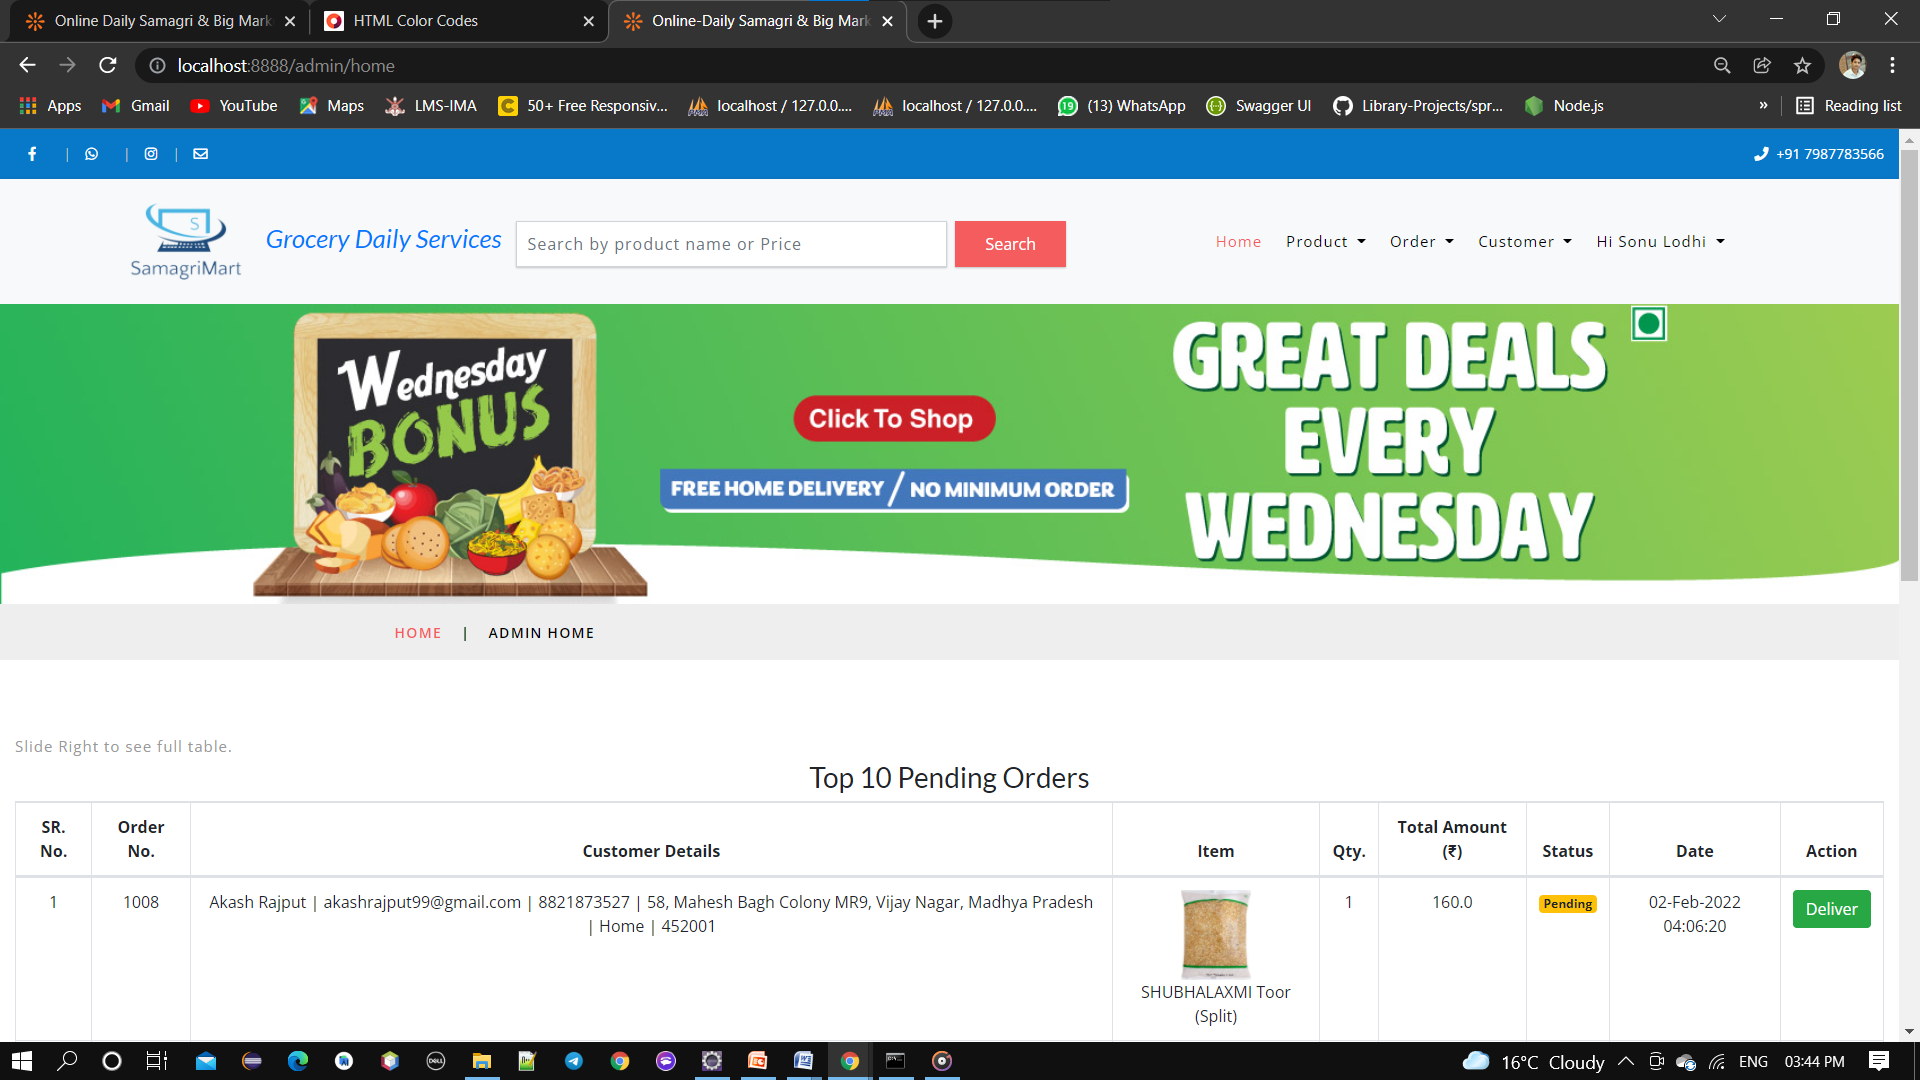 Online Daily Samagri & Big Mark
HTML Color Codes
Online-Daily Samagri & Big Mark
localhost:8888/admin/home
Apps
Gmail
YouTube
Maps
LMS-IMA
50+ Free Responsiv...
localhost / 127.0.0....
localhost / 127.0.0....
(13) WhatsApp
Swagger UI
Library-Projects/spr...
Node.js
»
Reading list
+91 7987783566
S
SamagriMart
Grocery Daily Services
Search by product name or Price
Search
Home
Product
Order
Customer
Hi Sonu Lodhi
Wednesday
BONUS
Click To Shop
FREE HOME DELIVERY / NO MINIMUM ORDER
GREAT DEALS
EVERY
WEDNESDAY
HOME | ADMIN HOME
Slide Right to see full table.
Top 10 Pending Orders
SR. No.
Order No.
Customer Details
Item
Qty.
Total Amount (₹)
Status
Date
Action
1
1008
Akash Rajput | akashrajput99@gmail.com | 8821873527 | 58, Mahesh Bagh Colony MR9, Vijay Nagar, Madhya Pradesh
| Home | 452001
SHUBHALAXMI Toor
(Split)
1
160.0
Pending
02-Feb-2022
04:06:20
Deliver
16°C Cloudy
ENG
03:44 PM